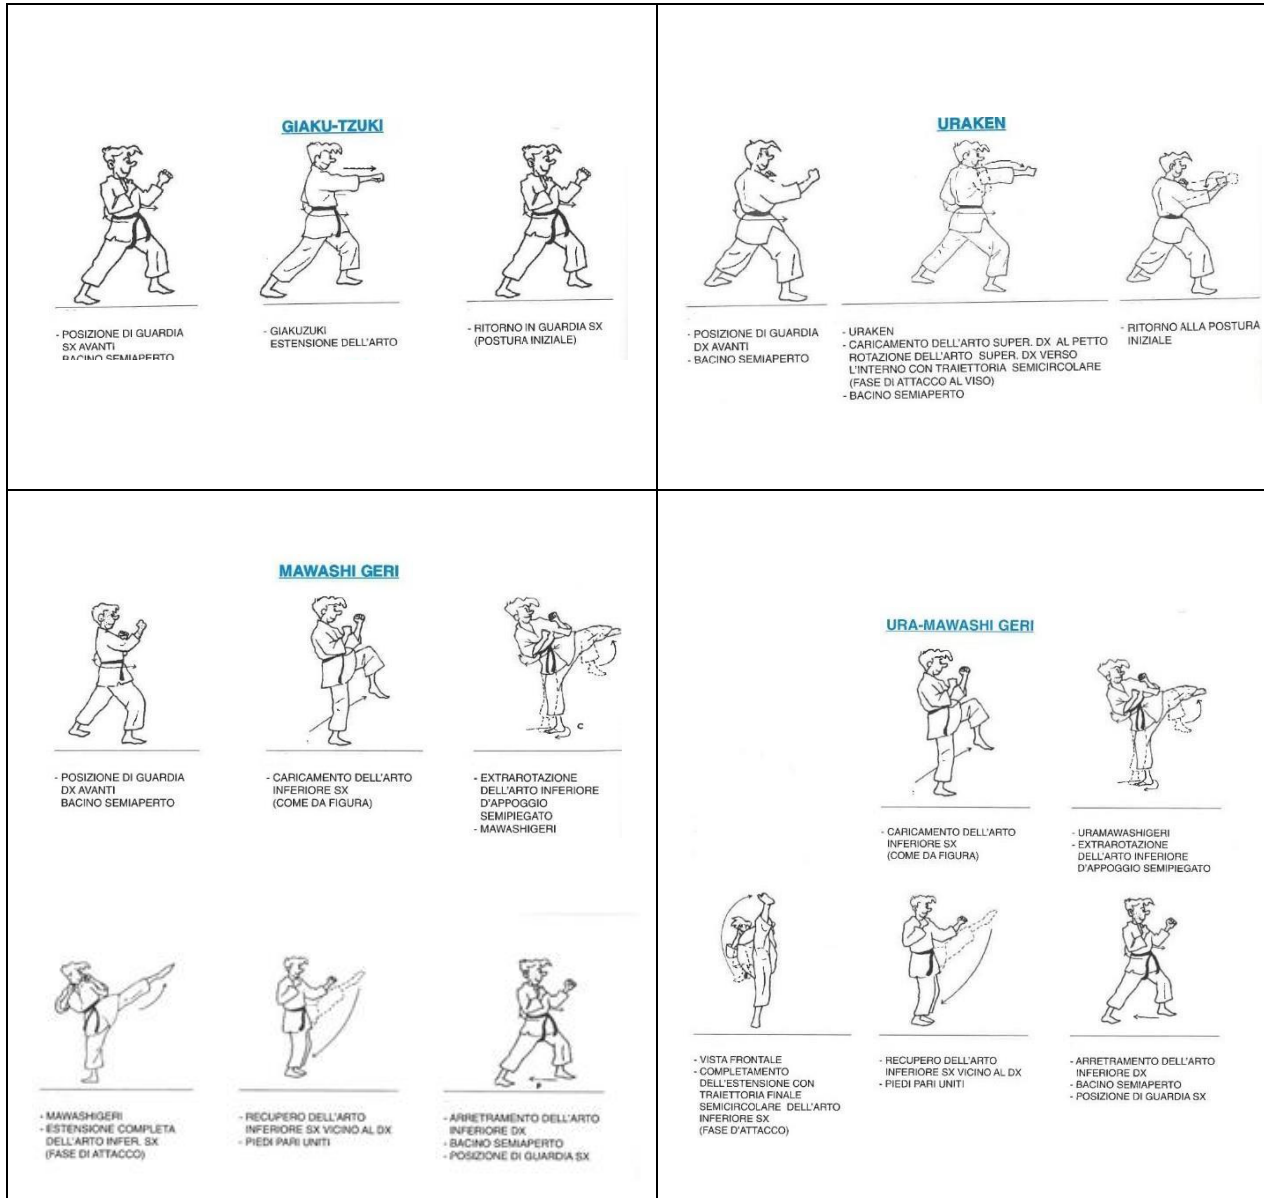 GIAKU-TZUKI
- POSIZIONE DI GUARDIA
SX AVANTI
BACINO SEMIAPERTO
- GIAKUZUKI
ESTENSIONE DELL'ARTO
- RITORNO IN GUARDIA SX
(POSTURA INIZIALE)
URAKEN
- POSIZIONE DI GUARDIA
DX AVANTI
- BACINO SEMIAPERTO
- URAKEN
- CARICAMENTO DELL'ARTO SUPER. DX AL PETTO
ROTAZIONE DELL'ARTO SUPER. DX VERSO
L'INTERNO CON TRAIETTORIA SEMICIRCOLARE
(FASE DI ATTACCO AL VISO)
- BACINO SEMIAPERTO
- RITORNO ALLA POSTURA
INIZIALE
MAWASHI GERI
C
- POSIZIONE DI GUARDIA
DX AVANTI
BACINO SEMIAPERTO
- CARICAMENTO DELL'ARTO
INFERIORE SX
(COME DA FIGURA)
- EXTRAROTAZIONE
DELL'ARTO INFERIORE
D'APPOGGIO
SEMIPIEGATO
- MAWASHIGERI
- MAWASHIGERI
- ESTENSIONE COMPLETA
DELL'ARTO INFER. SX
(FASE DI ATTACCO)
- RECUPERO DELL'ARTO
INFERIORE SX VICINO AL DX
- PIEDI PARI UNITI
- ARRETRAMENTO DELL'ARTO
INFERIORE DX
- BACINO SEMIAPERTO
- POSIZIONE DI GUARDIA SX
URA-MAWASHI GERI
- CARICAMENTO DELL'ARTO
INFERIORE SX
(COME DA FIGURA)
- URAMAWASHIGERI
- EXTRAROTAZIONE
DELL'ARTO INFERIORE
D'APPOGGIO SEMIPIEGATO
- VISTA FRONTALE
- COMPLETAMENTO
DELL'ESTENSIONE CON
TRAIETTORIA FINALE
SEMICIRCOLARE DELL'ARTO
INFERIORE SX
(FASE D'ATTACCO)
- RECUPERO DELL'ARTO
INFERIORE SX VICINO AL DX
- PIEDI PARI UNITI
- ARRETRAMENTO DELL'ARTO
INFERIORE DX
- BACINO SEMIAPERTO
- POSIZIONE DI GUARDIA SX